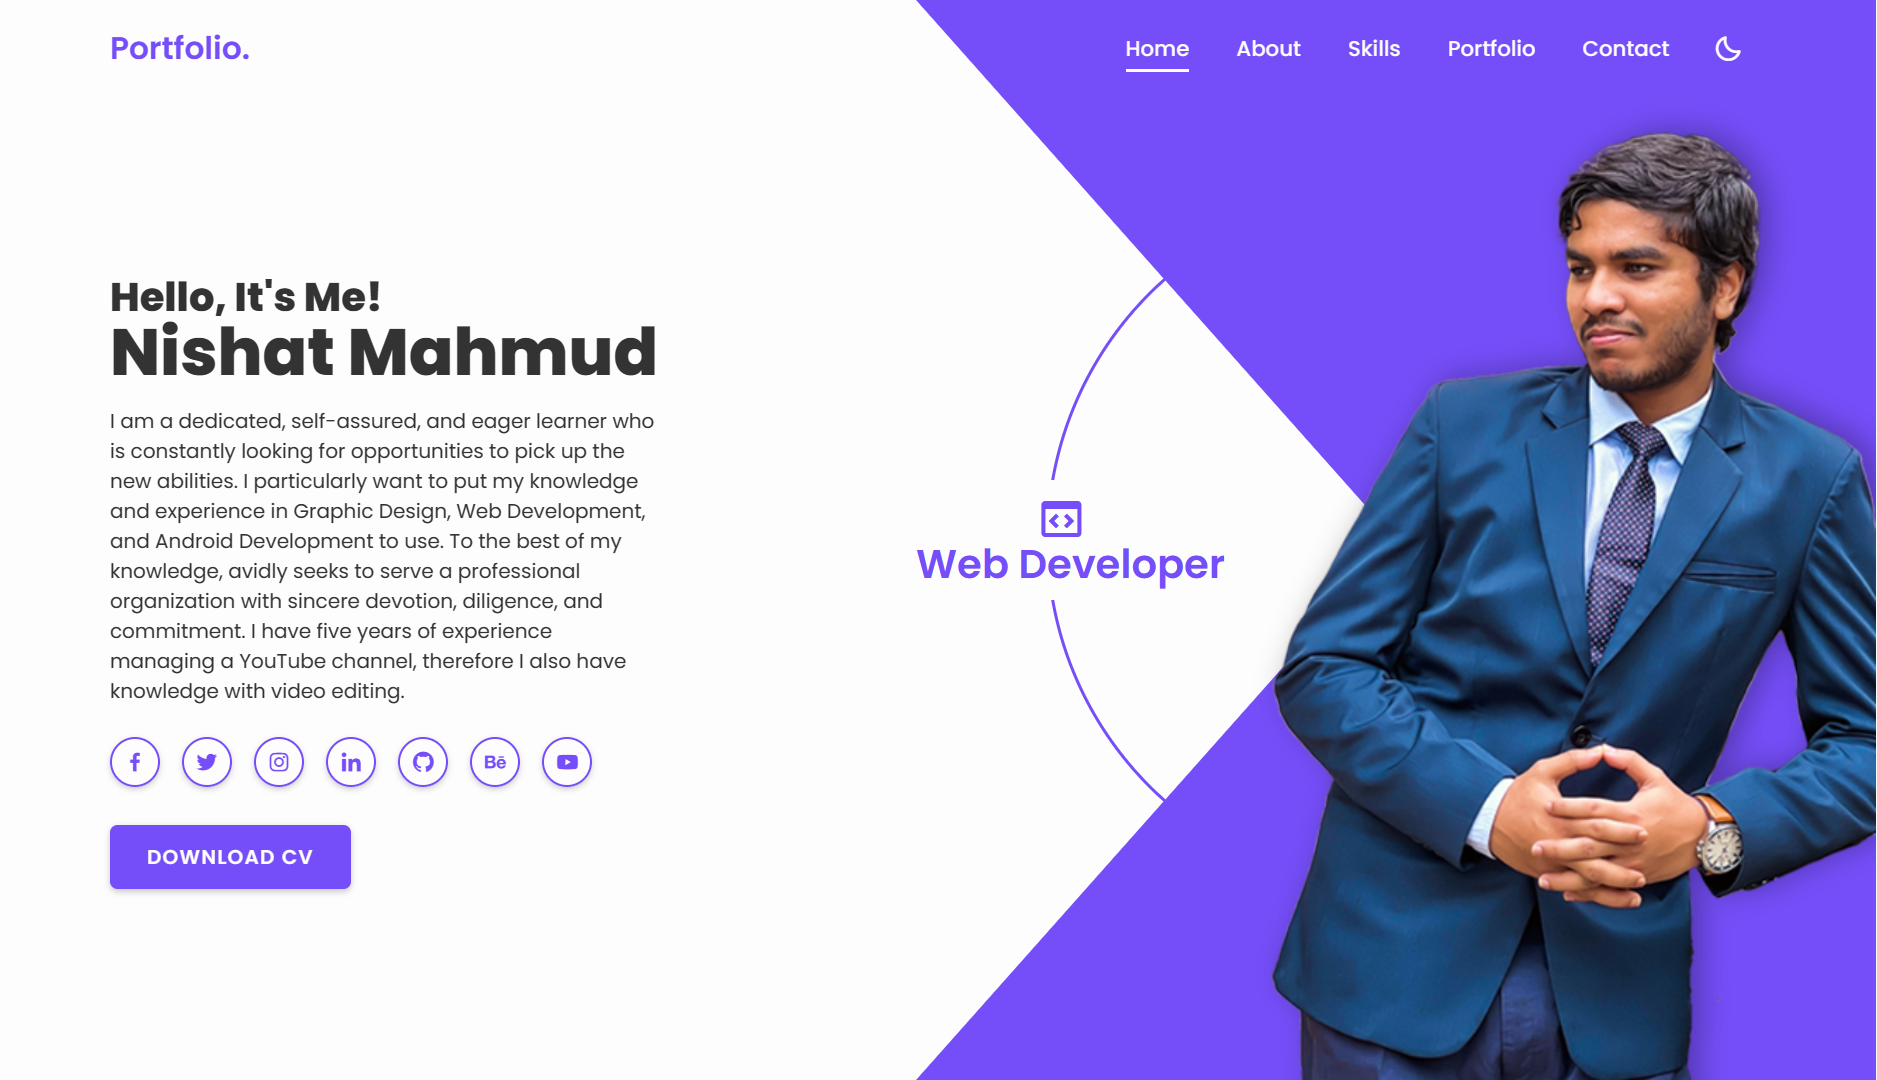 Portfolio.
Home
About
Skills
Portfolio
Contact
Hello, It's Me!
Nishat Mahmud
I am a dedicated, self-assured, and eager learner who
is constantly looking for opportunities to pick up the
new abilities. I particularly want to put my knowledge
and experience in Graphic Design, Web Development,
and Android Development to use. To the best of my
knowledge, avidly seeks to serve a professional
organization with sincere devotion, diligence, and
commitment. I have five years of experience
managing a YouTube channel, therefore I also have
knowledge with video editing.
Bē
DOWNLOAD CV
Web Developer